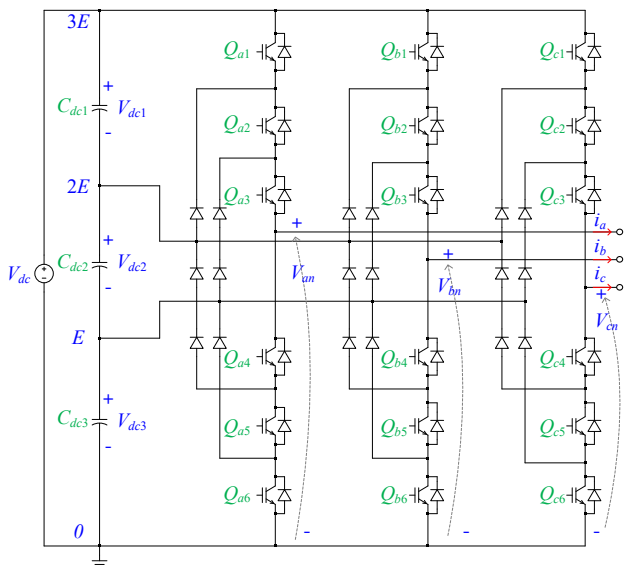 3E
Qa1
Qb1
Qc1
+
Cdc1
Vdc1
-
Qa2
Qb2
Qc2
2E
Qa3
Qb3
Qc3
+
ia
+
Cdc2
Vdc2
-
Van
+
Vbn
ib
ic
+
Vcn
Vdc
+
-
E
Qa4
Qb4
Qc4
+
Cdc3
Vdc3
-
Qa5
Qb5
Qc5
Qa6
Qb6
Qc6
0
-
-
-